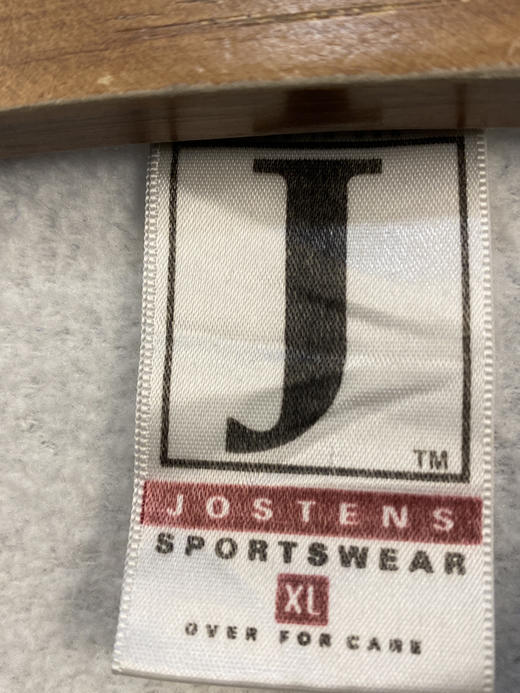 J
TM
JOSTENS
SPORTSWEAR
XL
OVER FOR CARE